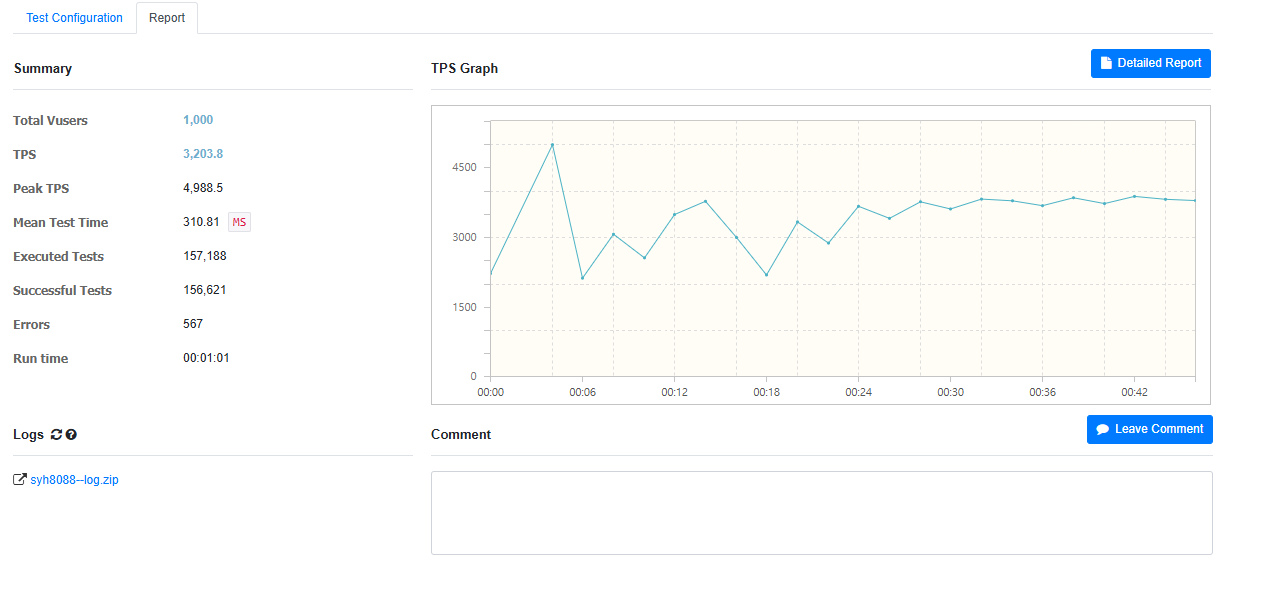 Test Configuration
Report
Summary
Total Vusers 1,000
TPS 3,203.8
Peak TPS 4,988.5
Mean Test Time 310.81 MS
Executed Tests 157,188
Successful Tests 156,621
Errors 567
Run time 00:01:01
TPS Graph
Detailed Report
4500
3000
1500
0
00:00 00:06 00:12 00:18 00:24 00:30 00:36 00:42
Logs
syh8088--log.zip
Comment
Leave Comment